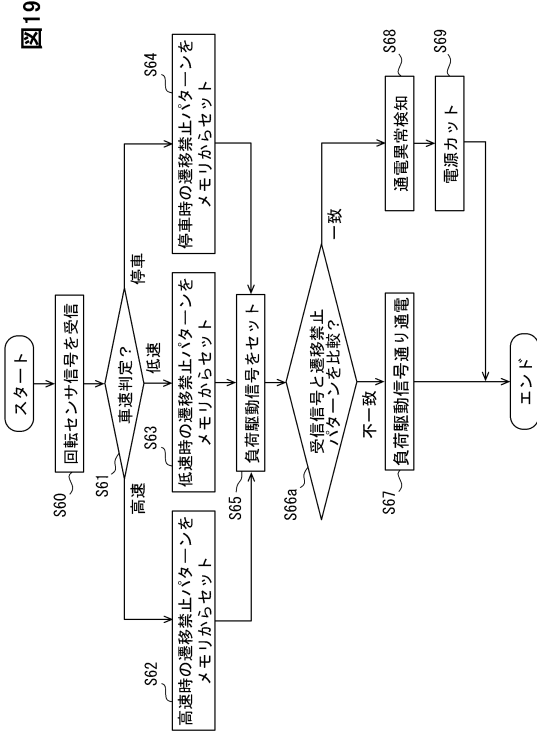 図19
スタート
回転センサ信号を受信
S60
車速判定？
S61
高速
低速
停車
S62
高速時の遷移禁止パターンを
メモリからセット
S63
低速時の遷移禁止パターンを
メモリからセット
S64
停車時の遷移禁止パターンを
メモリからセット
負荷駆動信号をセット
S65
受信信号と遷移禁止
パターンを比較？
S66a
不一致
一致
負荷駆動信号通り通電
S67
通電異常検知
S68
電源カット
S69
エンド